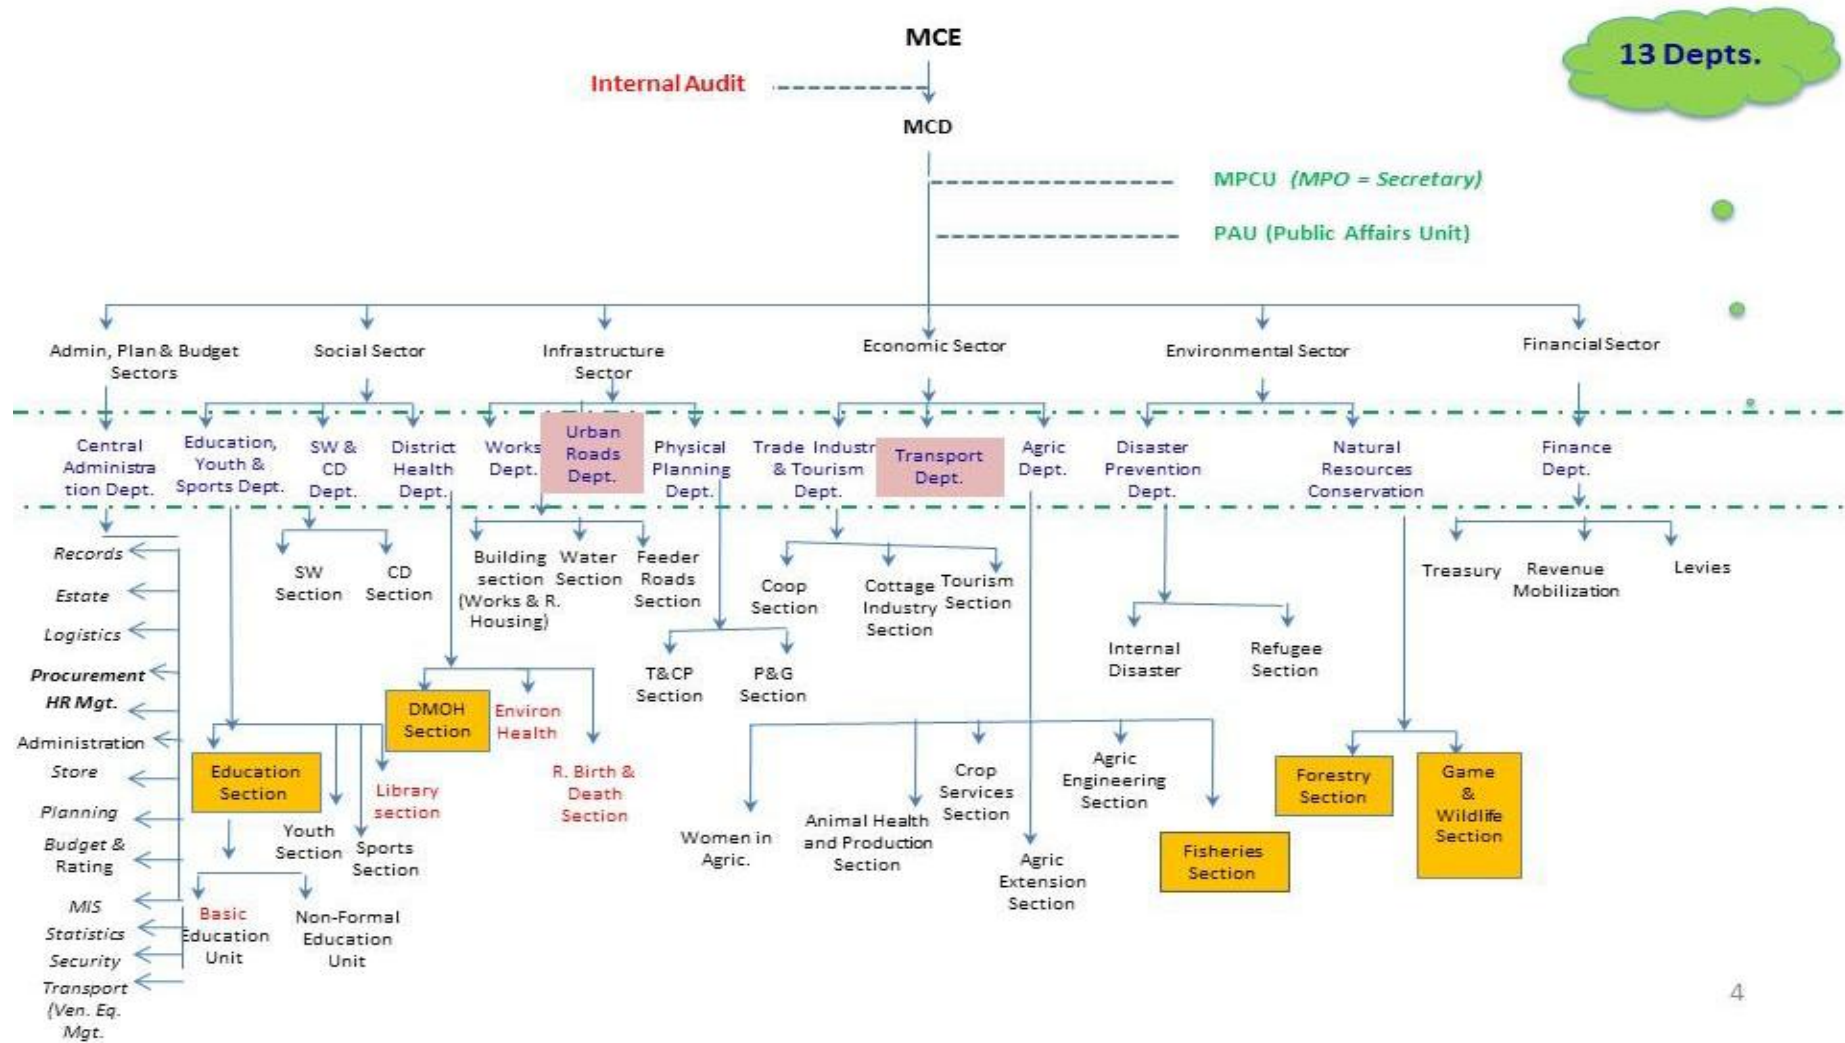 MCE
13 Depts.
Internal Audit
MCD
MPCU (MPO = Secretary)
PAU (Public Affairs Unit)
Admin, Plan & Budget
Sectors
Social Sector
Infrastructure
Sector
Economic Sector
Environmental Sector
Financial Sector
Central
Administra
tion Dept.
Education,
Youth &
Sports Dept.
SW &
CD
Dept.
District
Health
Dept.
Works
Dept.
Urban
Roads
Dept.
Physical
Planning
Dept.
Trade Industr
& Tourism
Dept.
Transport
Dept.
Agric
Dept.
Disaster
Prevention
Dept.
Natural
Resources
Conservation
Finance
Dept.
Records
Estate
Logistics
Procurement
HR Mgt.
Administration
Store
Planning
Budget &
Rating
MIS
Statistics
Security
Transport
(Ven. Eq.
Mgt.
SW
Section
CD
Section
Building
section
(Works & R.
Housing)
Water
Section
Feeder
Roads
Section
Coop
Section
Cottage
Industry
Section
Tourism
Section
Treasury
Revenue
Mobilization
Levies
T&CP
Section
P&G
Section
Internal
Disaster
Refugee
Section
DMOH
Section
Environ
Health
R. Birth &
Death
Section
Education
Section
Youth
Section
Sports
Section
Library
section
Basic
Education
Unit
Non-Formal
Education
Unit
Women in
Agric.
Animal Health
and Production
Section
Crop
Services
Section
Agric
Extension
Section
Agric
Engineering
Section
Fisheries
Section
Forestry
Section
Game
&
Wildlife
Section
4